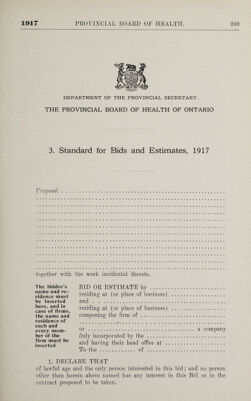 1917 PROVINCIAL BOARD OF HEALTH. 269
DEPARTMENT OF THE PROVINCIAL SECRETARY
THE PROVINCIAL BOARD OF HEALTH OF ONTARIO
3. Standard for Bids and Estimates, 1917
Proposal
together with the work incidental thereto.
The bidder's
name and re-
sidence must
be inserted
here, and in
case of firms,
the name and
residence of
each and
every mem-
ber of the
firm must be
inserted
BID OR ESTIMATE by
residing at (or place of business)
and
residing at (or place of business)
composing the firm of
or a company
duly incorporated by the
and having their head office at
To the of
1. DECLARE THAT
of lawful age and the only person interested in this bid; and no person
other than herein above named has any interest in this Bid or in the
contract proposed to be taken.